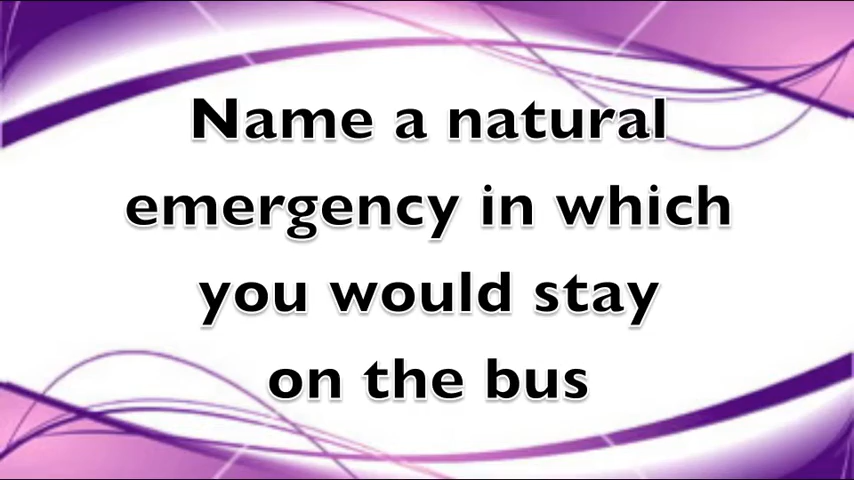 Name a natural
emergency in which
you would stay
on the bus